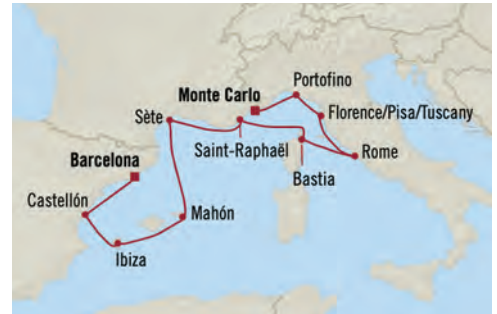 Portofino
Monte Carlo
Florence/Pisa/Tuscany
Sète
Saint-Raphaël
Rome
Barcelona
Bastia
Castellón
Mahón
Ibiza